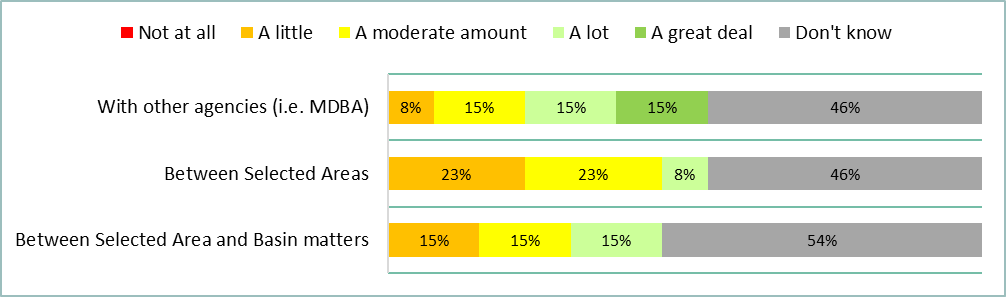 Not at all A little A moderate amount A lot A great deal Don't know
With other agencies (i.e. MDBA) 8% 15% 15% 15% 46%
Between Selected Areas 23% 23% 8% 46%
Between Selected Area and Basin matters 15% 15% 15% 54%